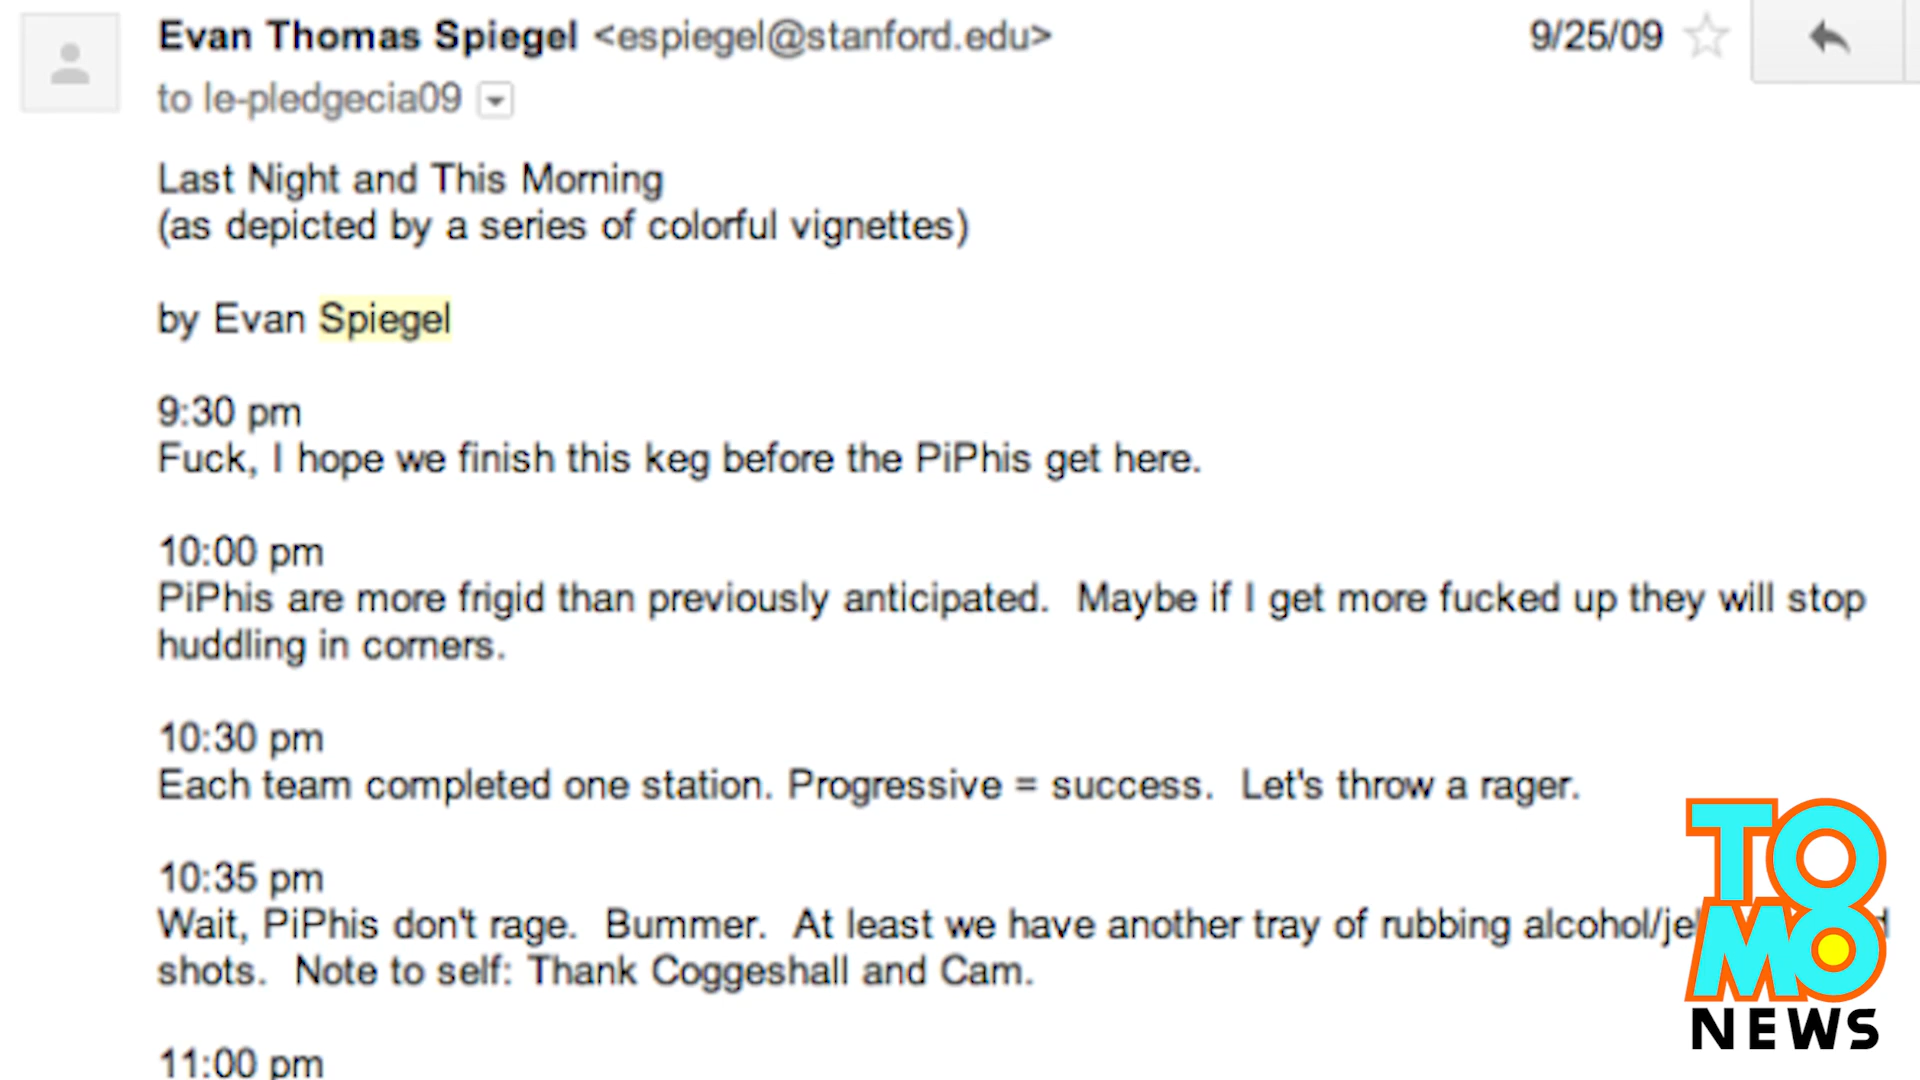 Evan Thomas Spiegel <espiegel@stanford.edu> 9/25/09
to le-pledgecia09
Last Night and This Morning
(as depicted by a series of colorful vignettes)
by Evan Spiegel
9:30 pm
Fuck, I hope we finish this keg before the PiPhis get here.
10:00 pm
PiPhis are more frigid than previously anticipated. Maybe if I get more fucked up they will stop
huddling in corners.
10:30 pm
Each team completed one station. Progressive = success. Let's throw a rager.
10:35 pm
Wait, PiPhis don't rage. Bummer. At least we have another tray of rubbing alcohol/
shots. Note to self: Thank Coggeshall and Cam.
11:00 pm
TOMO
NEWS